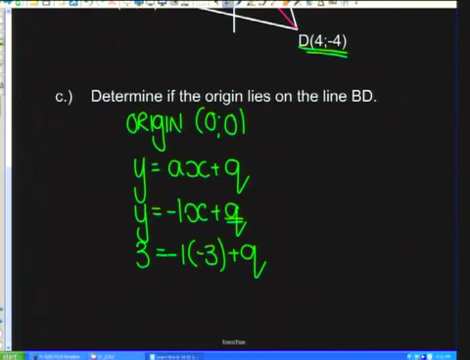 D(4;-4)
c.) Determine if the origin lies on the line BD.
ORIGIN (0;0)
y = ax + q
y = -1x + q
3 = -1(-3) + q
start